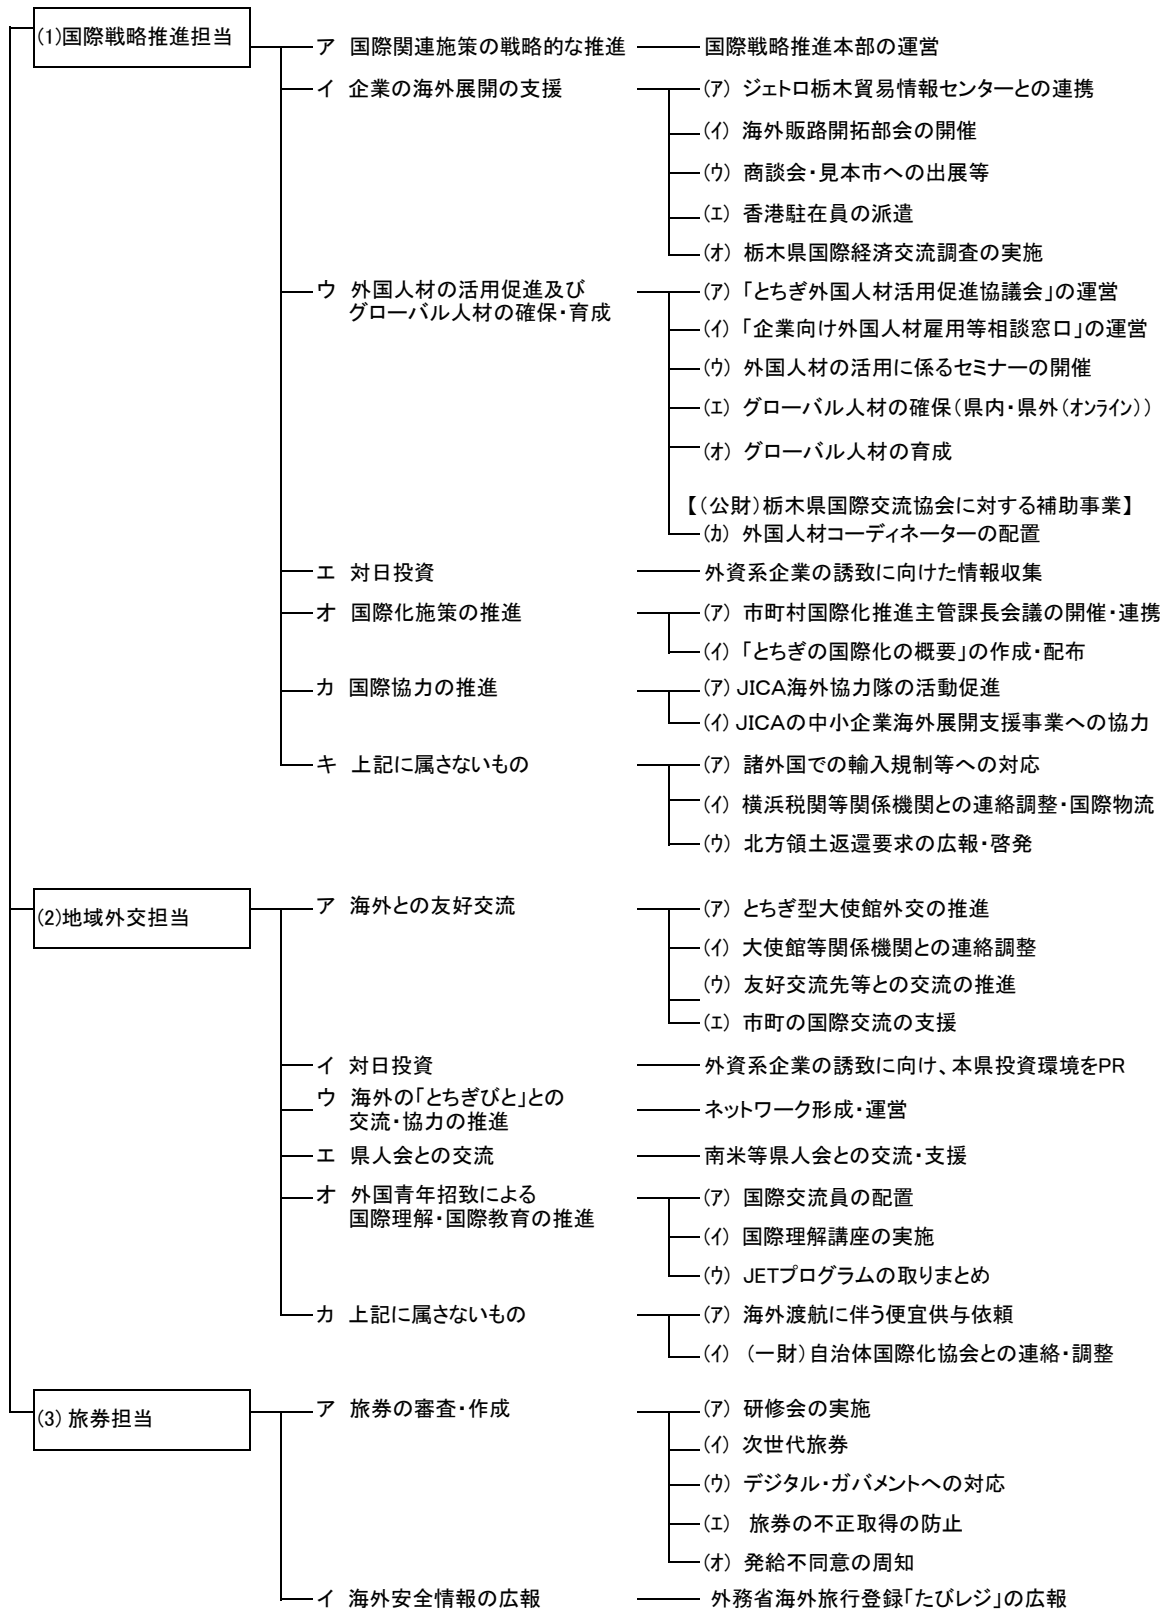 (1)国際戦略推進担当
ア 国際関連施策の戦略的な推進 国際戦略推進本部の運営
イ 企業の海外展開の支援 (ア) ジェトロ栃木貿易情報センターとの連携
(イ) 海外販路開拓部会の開催
(ウ) 商談会・見本市への出展等
(エ) 香港駐在員の派遣
(オ) 栃木県国際経済交流調査の実施
ウ 外国人材の活用促進及び
グローバル人材の確保・育成
(ア) 「とちぎ外国人材活用促進協議会」の運営
(イ) 「企業向け外国人材雇用等相談窓口」の運営
(ウ) 外国人材の活用に係るセミナーの開催
(エ) グローバル人材の確保(県内・県外(オンライン))
(オ) グローバル人材の育成
【(公財)栃木県国際交流協会に対する補助事業】
(カ) 外国人材コーディネーターの配置
エ 対日投資 外資系企業の誘致に向けた情報収集
オ 国際化施策の推進 (ア) 市町村国際化推進主管課長会議の開催・連携
(イ) 「とちぎの国際化の概要」の作成・配布
カ 国際協力の推進 (ア) JICA海外協力隊の活動促進
(イ) JICAの中小企業海外展開支援事業への協力
キ 上記に属さないもの (ア) 諸外国での輸入規制等への対応
(イ) 横浜税関等関係機関との連絡調整・国際物流
(ウ) 北方領土返還要求の広報・啓発
(2)地域外交担当
ア 海外との友好交流 (ア) とちぎ型大使館外交の推進
(イ) 大使館等関係機関との連絡調整
(ウ) 友好交流先等との交流の推進
(エ) 市町の国際交流の支援
イ 対日投資 外資系企業の誘致に向け、本県投資環境をPR
ウ 海外の「とちぎびと」との
交流・協力の推進
ネットワーク形成・運営
エ 県人会との交流 南米等県人会との交流・支援
オ 外国青年招致による
国際理解・国際教育の推進
(ア) 国際交流員の配置
(イ) 国際理解講座の実施
(ウ) JETプログラムの取りまとめ
カ 上記に属さないもの (ア) 海外渡航に伴う便宜供与依頼
(イ) (一財)自治体国際化協会との連絡・調整
(3) 旅券担当
ア 旅券の審査・作成 (ア) 研修会の実施
(イ) 次世代旅券
(ウ) デジタル・ガバメントへの対応
(エ) 旅券の不正取得の防止
(オ) 発給不同意の周知
イ 海外安全情報の広報 外務省海外旅行登録「たびレジ」の広報